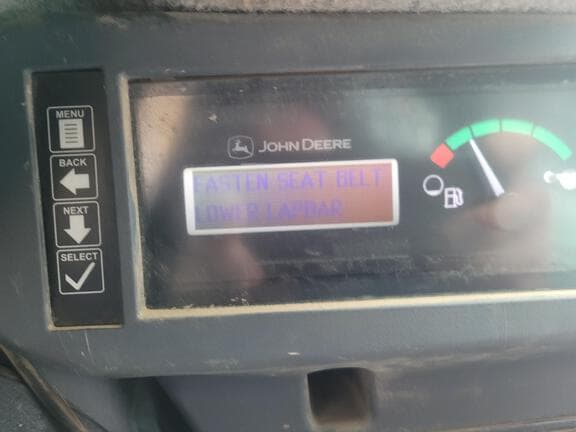 MENU
BACK
NEXT
SELECT
JOHN DEERE
FASTEN SEAT BELT
LOWER LAPBAR